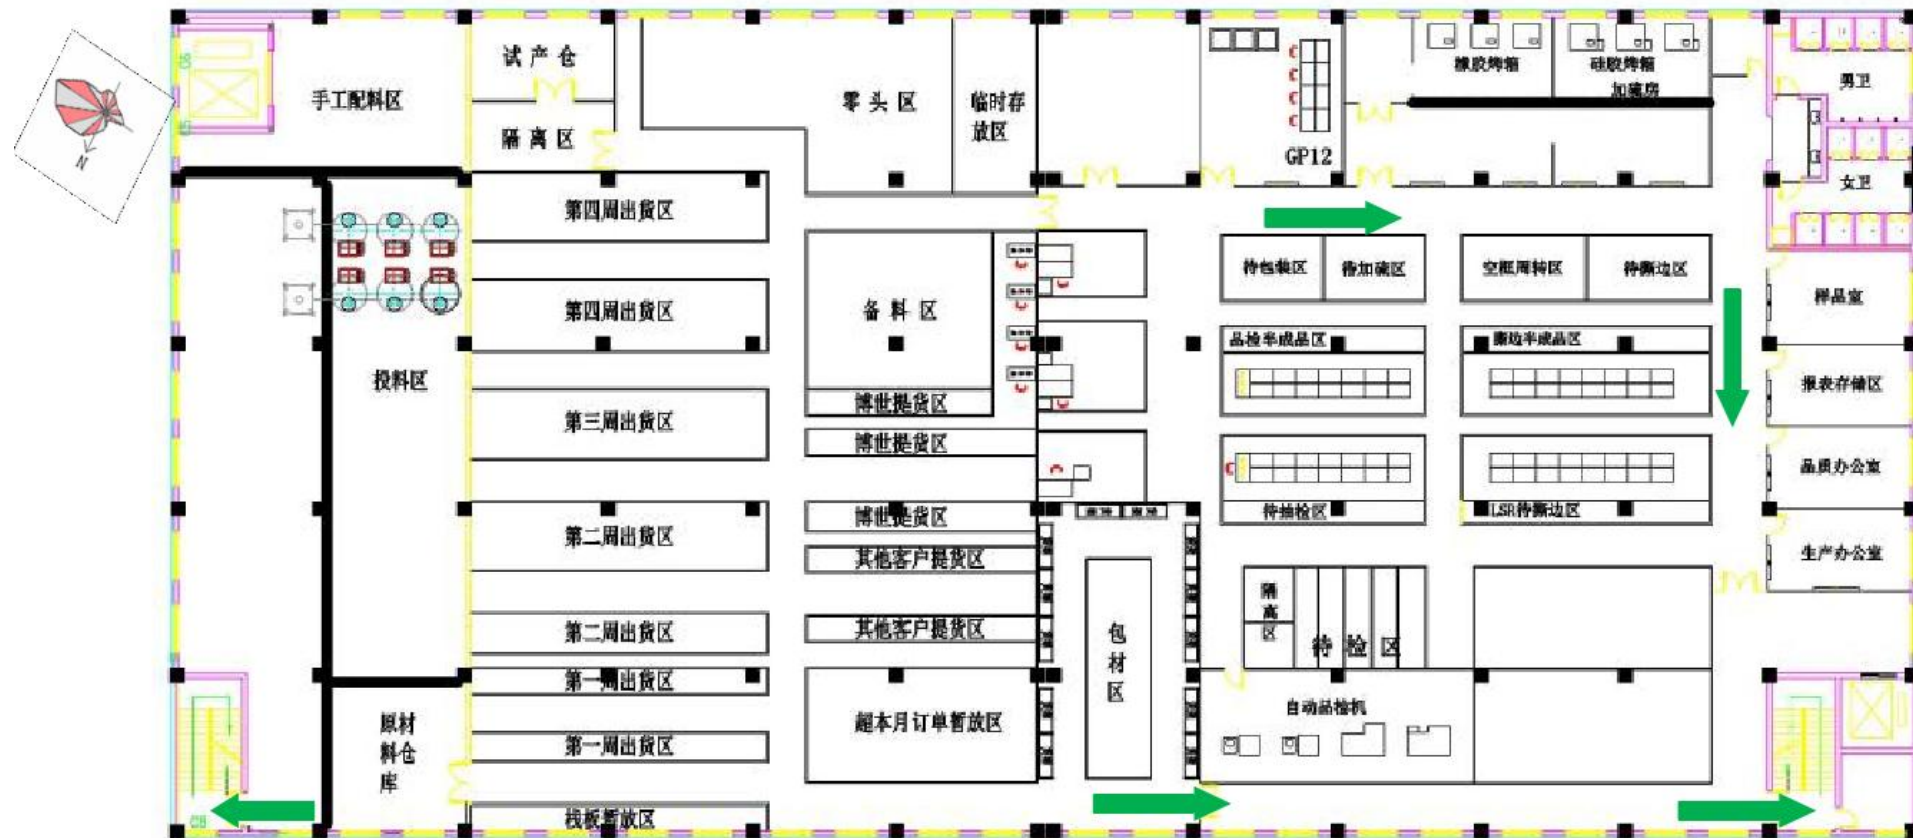 手工配料区
试产仓
隔离区
零头区
临时存
放区
GP12
橡胶烤箱
硅胶烤箱
加硫房
男卫
女卫
N
第四周出货区
第四周出货区
第三周出货区
第二周出货区
第二周出货区
第一周出货区
第一周出货区
栈板暂放区
投料区
原材
料仓
库
备料区
博世提货区
博世提货区
博世提货区
其他客户提货区
其他客户提货区
超本月订单暂放区
包
材
区
待包装区
待加硫区
空框周转区
待撕边区
品检半成品区
撕边半成品区
待抽检区
LSR待撕边区
隔
离
区
待检区
自动品检机
样品室
报表存储区
品质办公室
生产办公室